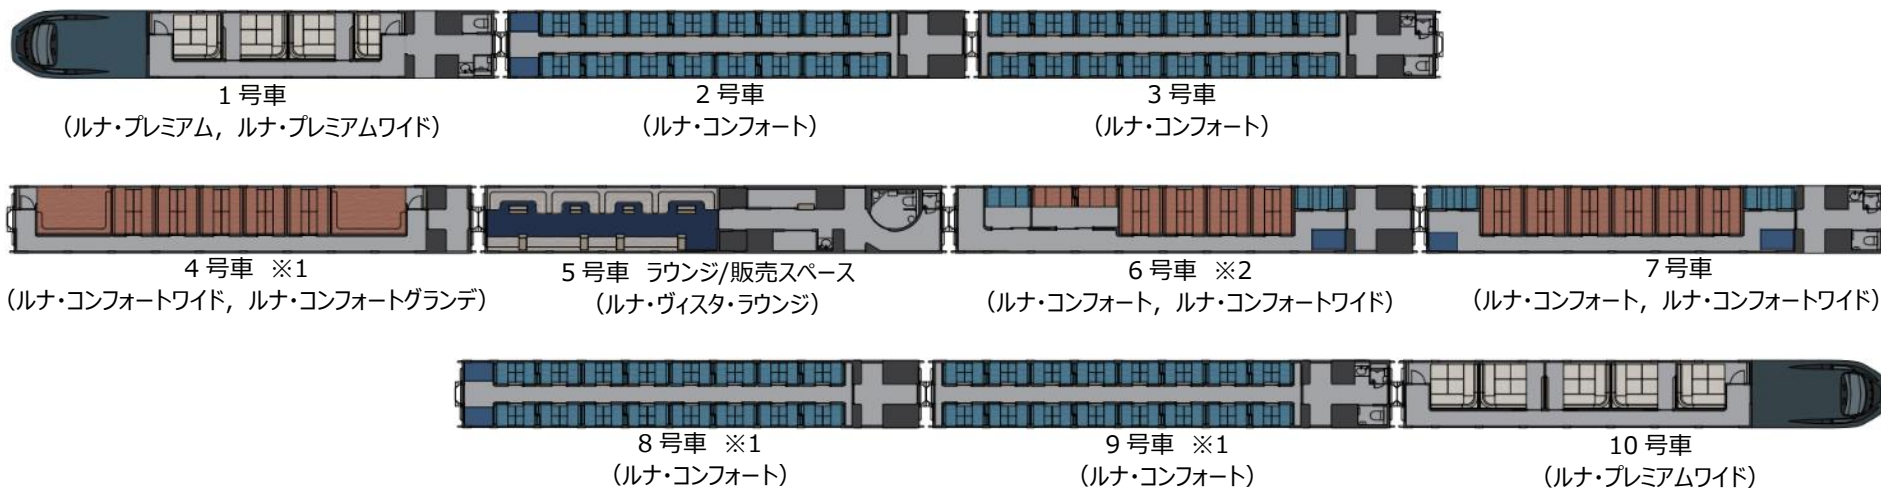 1号車
(ルナ・プレミアム, ルナ・プレミアムワイド)
2号車
(ルナ・コンフォート)
3号車
(ルナ・コンフォート)
4号車 ※1
(ルナ・コンフォートワイド, ルナ・コンフォートグランデ)
5号車 ラウンジ/販売スペース
(ルナ・ヴィスタ・ラウンジ)
6号車 ※2
(ルナ・コンフォート, ルナ・コンフォートワイド)
7号車
(ルナ・コンフォート, ルナ・コンフォートワイド)
8号車 ※1
(ルナ・コンフォート)
9号車 ※1
(ルナ・コンフォート)
10号車
(ルナ・プレミアムワイド)